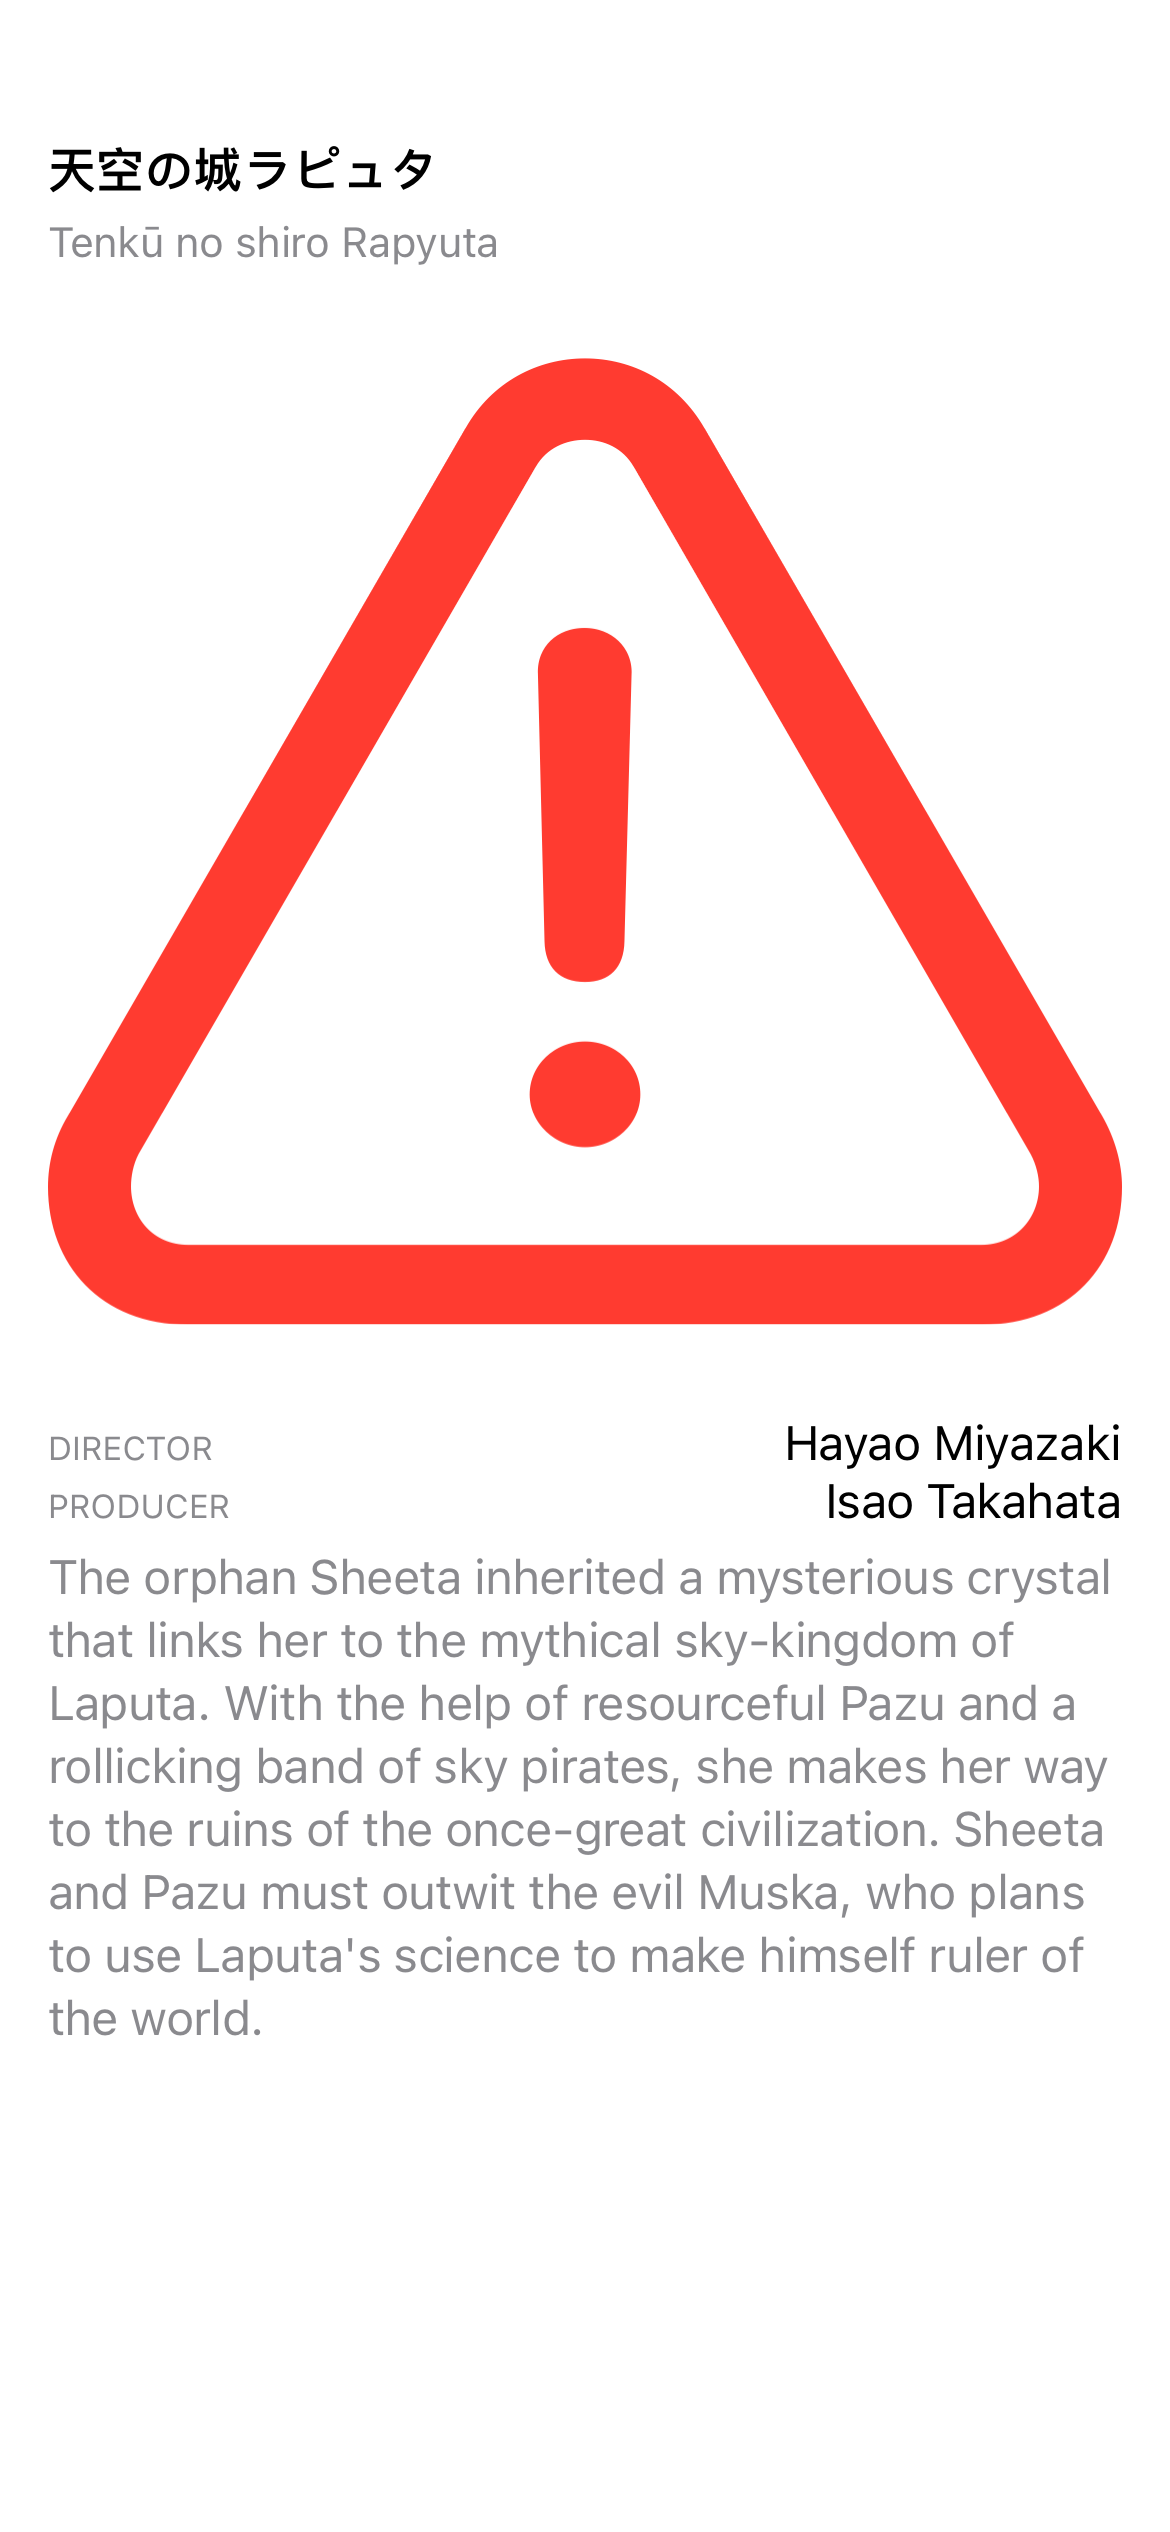 天空の城ラピュタ
Tenkū no shiro Rapyuta
DIRECTOR Hayao Miyazaki
PRODUCER Isao Takahata
The orphan Sheeta inherited a mysterious crystal
that links her to the mythical sky-kingdom of
Laputa. With the help of resourceful Pazu and a
rollicking band of sky pirates, she makes her way
to the ruins of the once-great civilization. Sheeta
and Pazu must outwit the evil Muska, who plans
to use Laputa's science to make himself ruler of
the world.